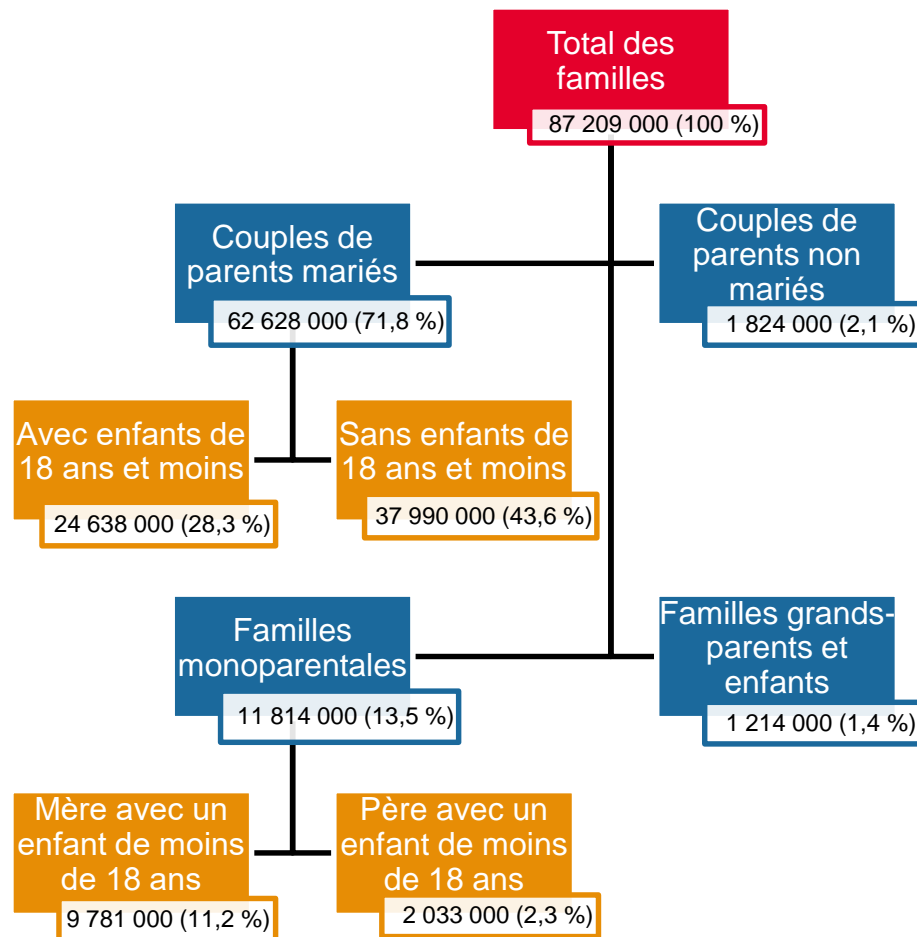 Total des
familles
87 209 000 (100 %)
Couples de
parents mariés
62 628 000 (71,8 %)
Couples de
parents non
mariés
1 824 000 (2,1 %)
Avec enfants de
18 ans et moins
24 638 000 (28,3 %)
Sans enfants de
18 ans et moins
37 990 000 (43,6 %)
Familles
monoparentales
11 814 000 (13,5 %)
Familles grands-
parents et
enfants
1 214 000 (1,4 %)
Mère avec un
enfant de moins
de 18 ans
9 781 000 (11,2 %)
Père avec un
enfant de moins
de 18 ans
2 033 000 (2,3 %)